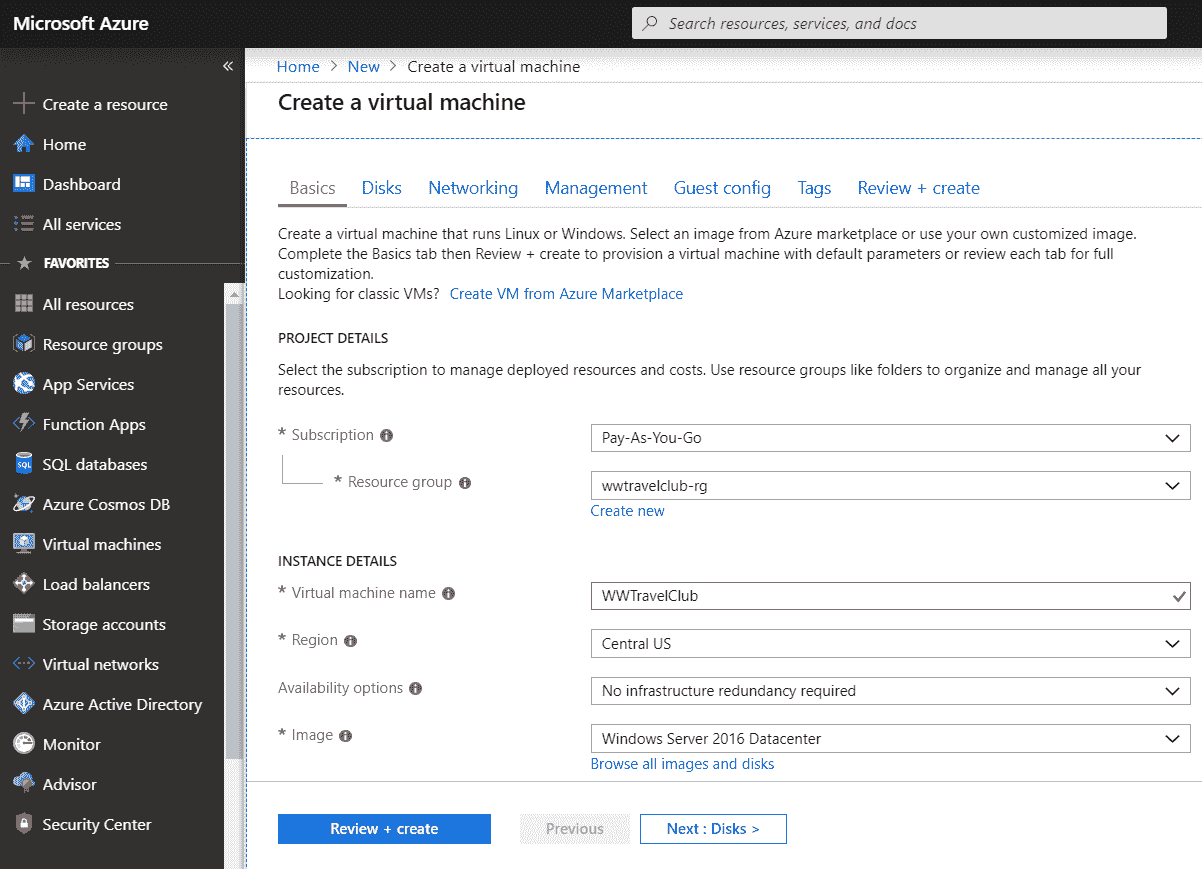 Microsoft Azure
Search resources, services, and docs
«
Create a resource
Home
Dashboard
All services
FAVORITES
All resources
Resource groups
App Services
Function Apps
SQL databases
Azure Cosmos DB
Virtual machines
Load balancers
Storage accounts
Virtual networks
Azure Active Directory
Monitor
Advisor
Security Center
Home > New > Create a virtual machine
Create a virtual machine
Basics Disks Networking Management Guest config Tags Review + create
Create a virtual machine that runs Linux or Windows. Select an image from Azure marketplace or use your own customized image.
Complete the Basics tab then Review + create to provision a virtual machine with default parameters or review each tab for full
customization.
Looking for classic VMs? Create VM from Azure Marketplace
PROJECT DETAILS
Select the subscription to manage deployed resources and costs. Use resource groups like folders to organize and manage all your
resources.
* Subscription Pay-As-You-Go
* Resource group wwtravelclub-rg
Create new
INSTANCE DETAILS
* Virtual machine name WWTravelClub
* Region Central US
Availability options No infrastructure redundancy required
* Image Windows Server 2016 Datacenter
Browse all images and disks
Review + create Previous Next : Disks >